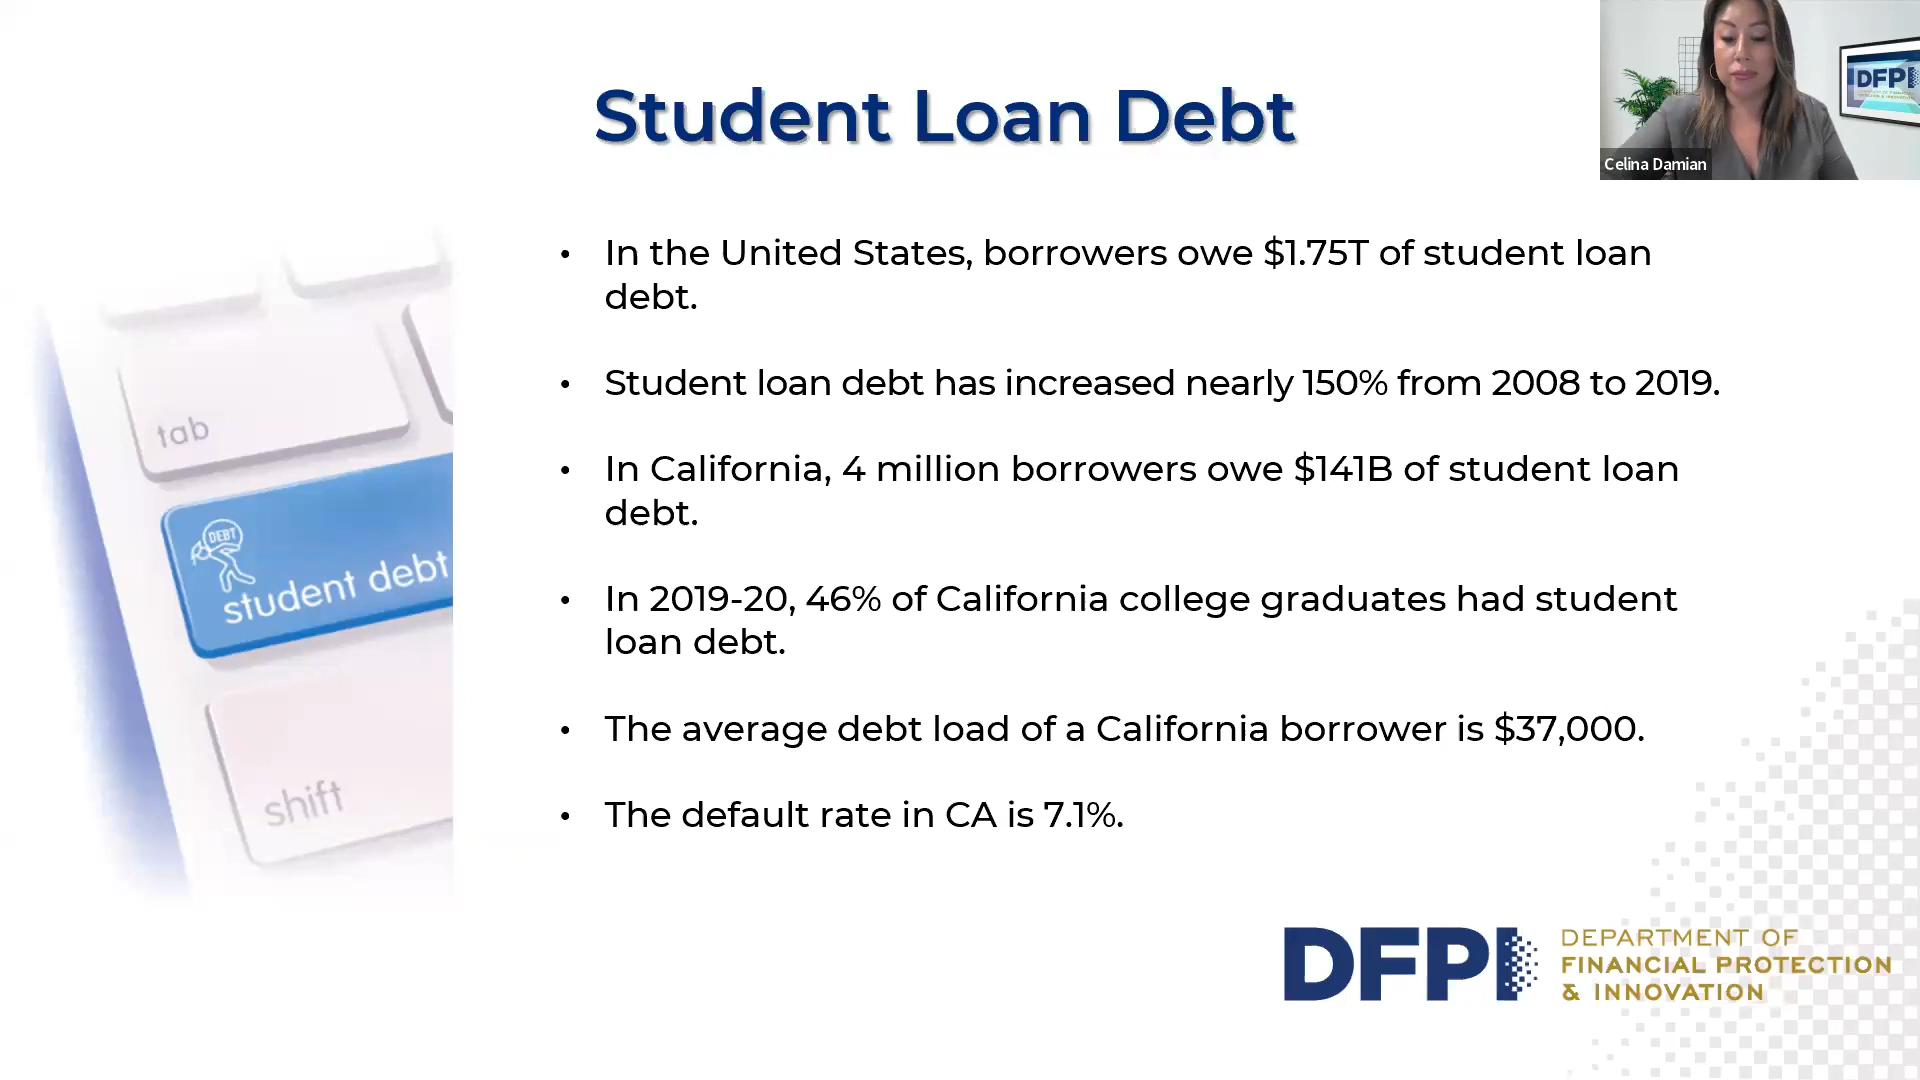 Student Loan Debt
DFPI
Celina Damian
• In the United States, borrowers owe $1.75T of student loan
debt.
• Student loan debt has increased nearly 150% from 2008 to 2019.
• In California, 4 million borrowers owe $141B of student loan
debt.
• In 2019-20, 46% of California college graduates had student
loan debt.
• The average debt load of a California borrower is $37,000.
• The default rate in CA is 7.1%.
tab
DEBT
student debt
shift
DFPI
DEPARTMENT OF
FINANCIAL PROTECTION
& INNOVATION